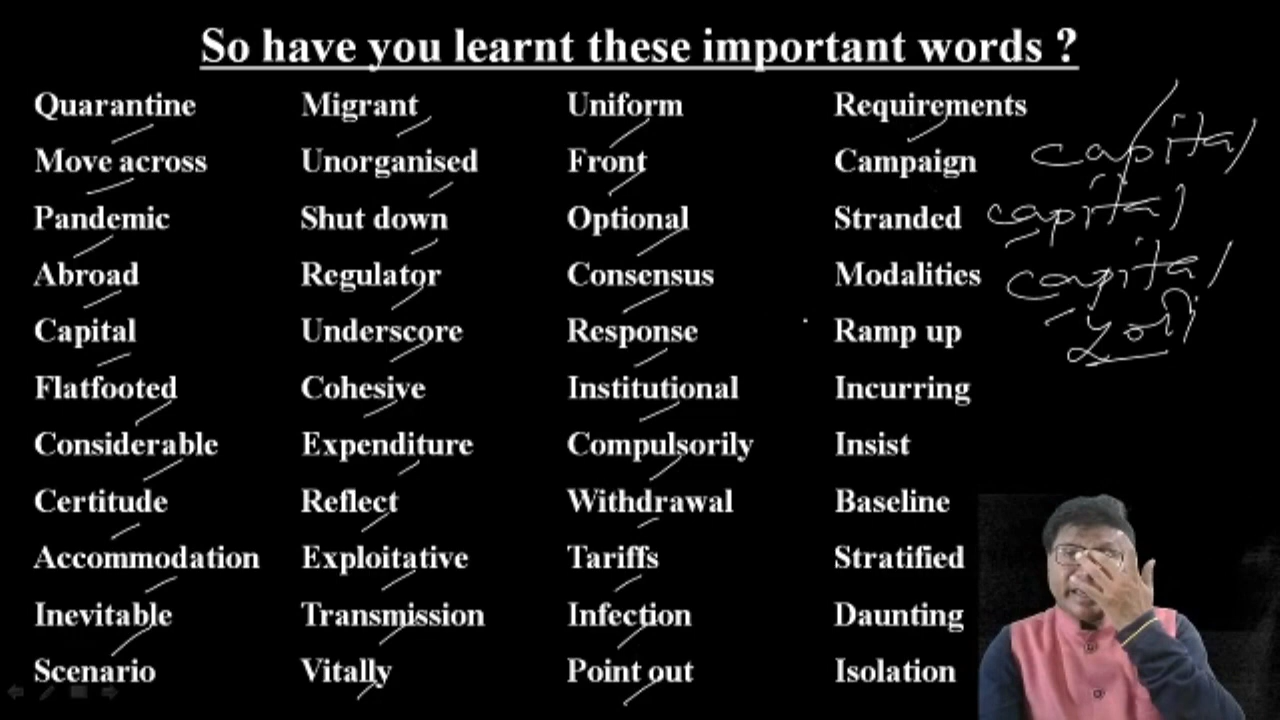 So have you learnt these important words ?
Quarantine Migrant Uniform Requirements
Move across Unorganised Front Campaign
Pandemic Shut down Optional Stranded
Abroad Regulator Consensus Modalities
Capital Underscore Response Ramp up
Flatfooted Cohesive Institutional Incurring
Considerable Expenditure Compulsorily Insist
Certitude Reflect Withdrawal Baseline
Accommodation Exploitative Tariffs Stratified
Inevitable Transmission Infection Daunting
Scenario Vitally Point out Isolation
capital
capital
capital